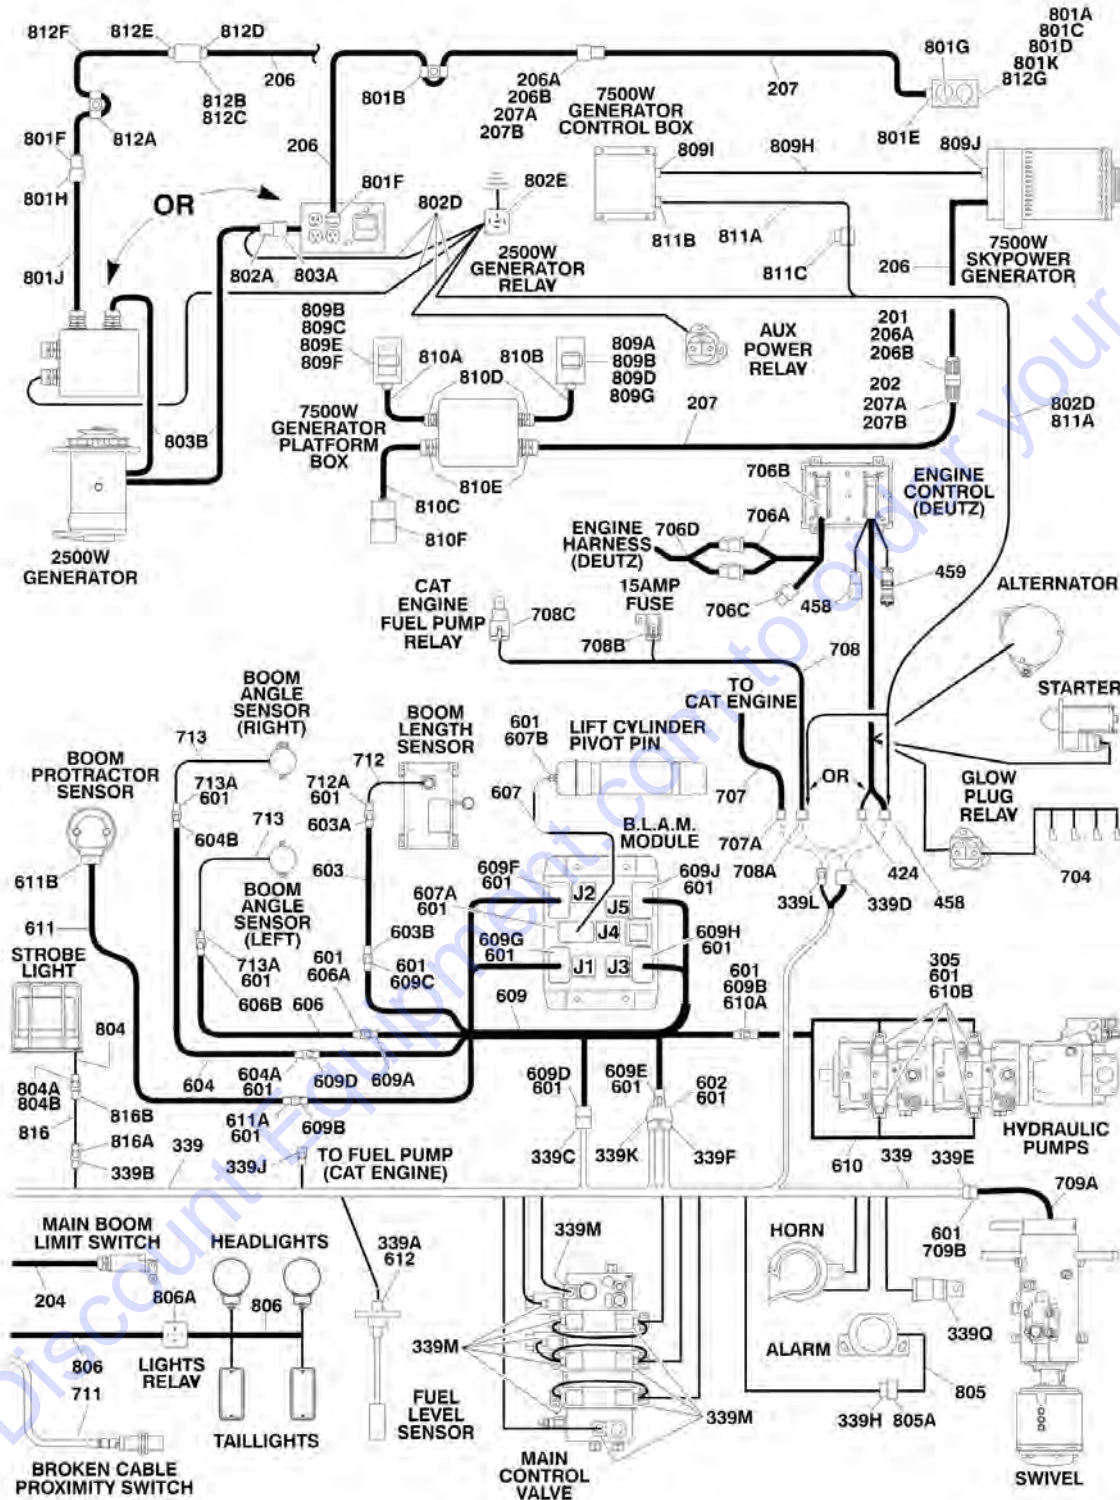 812F
812E
812D
206
812B
812C
801F
812A
801H
801J
OR
206
801F
801B
206A
206B
207A
207B
207
801G
801A
801C
801D
801K
812G
801E
7500W
GENERATOR
CONTROL BOX
809I
809H
809J
811B
811A
811C
206
7500W
SKYPOWER
GENERATOR
802D
802E
2500W
GENERATOR
RELAY
802A
803A
AUX
POWER
RELAY
809B
809C
809E
809F
810A
810B
810D
809A
809B
809D
809G
201
206A
206B
202
207A
207B
207
802D
811A
803B
7500W
GENERATOR
PLATFORM
BOX
810E
810C
810F
2500W
GENERATOR
706B
ENGINE
CONTROL
(DEUTZ)
ENGINE
HARNESS
(DEUTZ)
706D
706A
706C
458
459
ALTERNATOR
CAT
ENGINE
FUEL PUMP
RELAY
708C
15AMP
FUSE
708B
708
TO
CAT ENGINE
STARTER
BOOM
ANGLE
SENSOR
(RIGHT)
713
BOOM
LENGTH
SENSOR
601
607B
LIFT CYLINDER
PIVOT PIN
BOOM
PROTRACTOR
SENSOR
713A
601
604B
713
712
712A
601
603A
607
707
OR
GLOW
PLUG
RELAY
B.L.A.M.
MODULE
707A
708A
424
458
704
611B
611
BOOM
ANGLE
SENSOR
(LEFT)
603
609F
601
607A
601
J2
J5
J4
J1
J3
609J
601
339L
339D
STROBE
LIGHT
713A
601
606B
606
601
606A
603B
601
609C
609G
601
609H
601
609
601
609B
610A
305
601
610B
804
804A
804B
816B
816
816A
339B
604
604A
601
609D
609A
611A
601
609B
609D
601
609E
601
602
601
339
339J
TO FUEL PUMP
(CAT ENGINE)
339C
339K
339F
610
339
339E
HYDRAULIC
PUMPS
709A
MAIN BOOM
LIMIT SWITCH
HEADLIGHTS
339A
612
339M
HORN
601
709B
204
806A
806
339M
ALARM
339Q
806
LIGHTS
RELAY
711
TAILLIGHTS
FUEL
LEVEL
SENSOR
339M
339H
805A
805
BROKEN CABLE
PROXIMITY SWITCH
MAIN
CONTROL
VALVE
SWIVEL
Discount-Equipment.com to order your